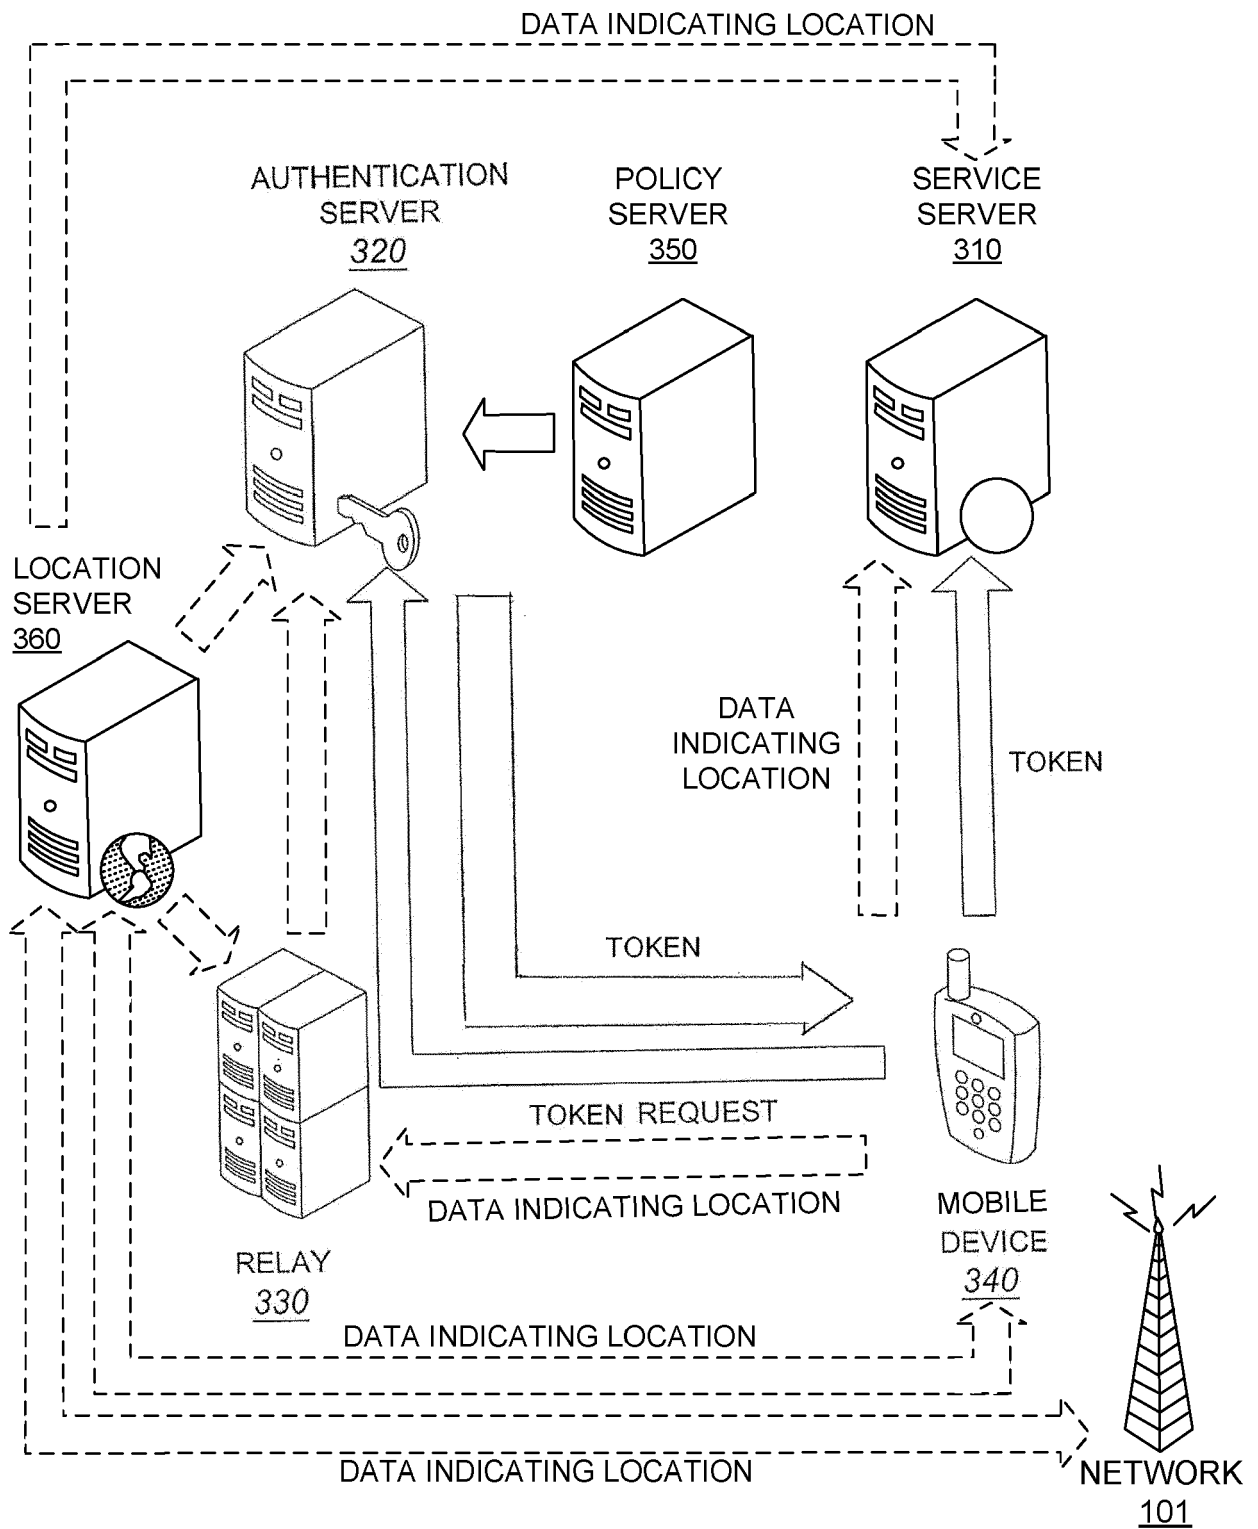 DATA INDICATING LOCATION
AUTHENTICATION
SERVER
320
POLICY
SERVER
350
SERVICE
SERVER
310
LOCATION
SERVER
360
DATA
INDICATING
LOCATION
TOKEN
TOKEN
TOKEN REQUEST
DATA INDICATING LOCATION
MOBILE
DEVICE
340
RELAY
330
DATA INDICATING LOCATION
DATA INDICATING LOCATION
NETWORK
101